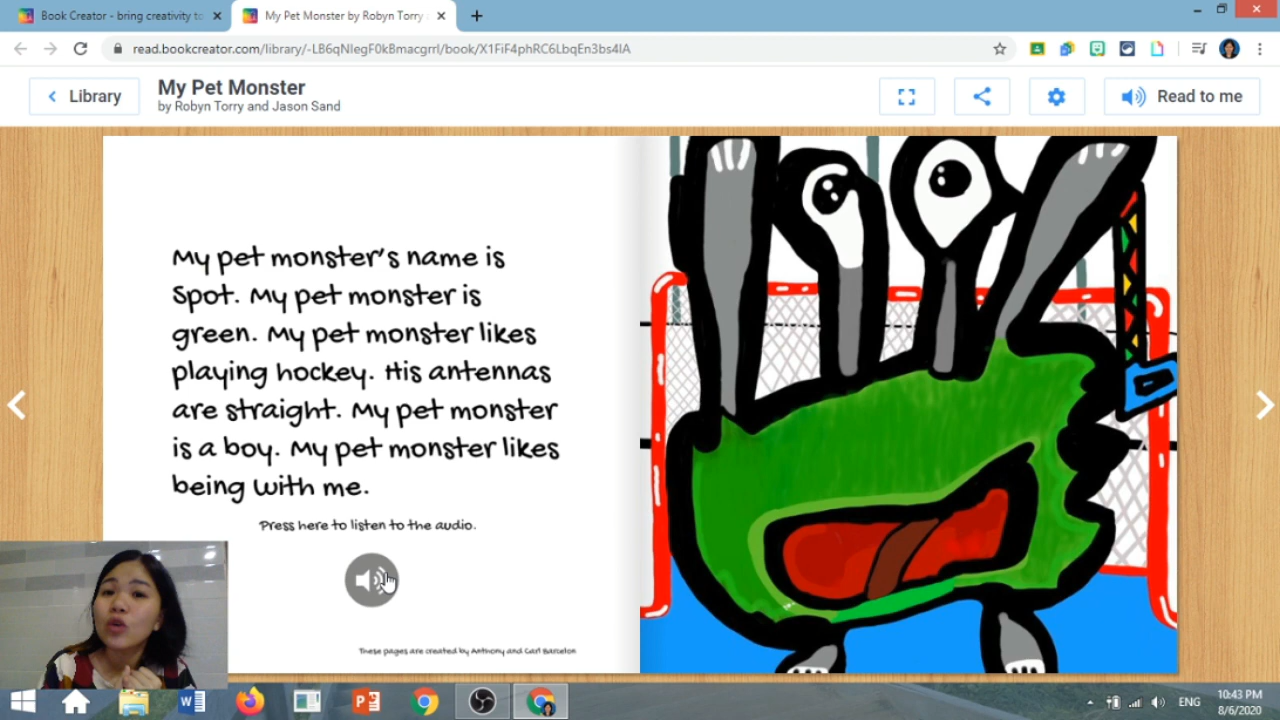 Book Creator - bring creativity to
My Pet Monster by Robyn Torry
read.bookcreator.com/library/-LB6qNlegF0kBmacgrrl/book/X1FiF4phRC6LbqEn3bs4lA
Library
My Pet Monster
by Robyn Torry and Jason Sand
Read to me
My pet monster's name is
Spot. My pet monster is
green. My pet monster likes
playing hockey. His antennas
are straight. My pet monster
is a boy. My pet monster likes
being with me.
Press here to listen to the audio.
These pages are created by Anthony and Carl Barcelon
ENG
10:43 PM
8/6/2020